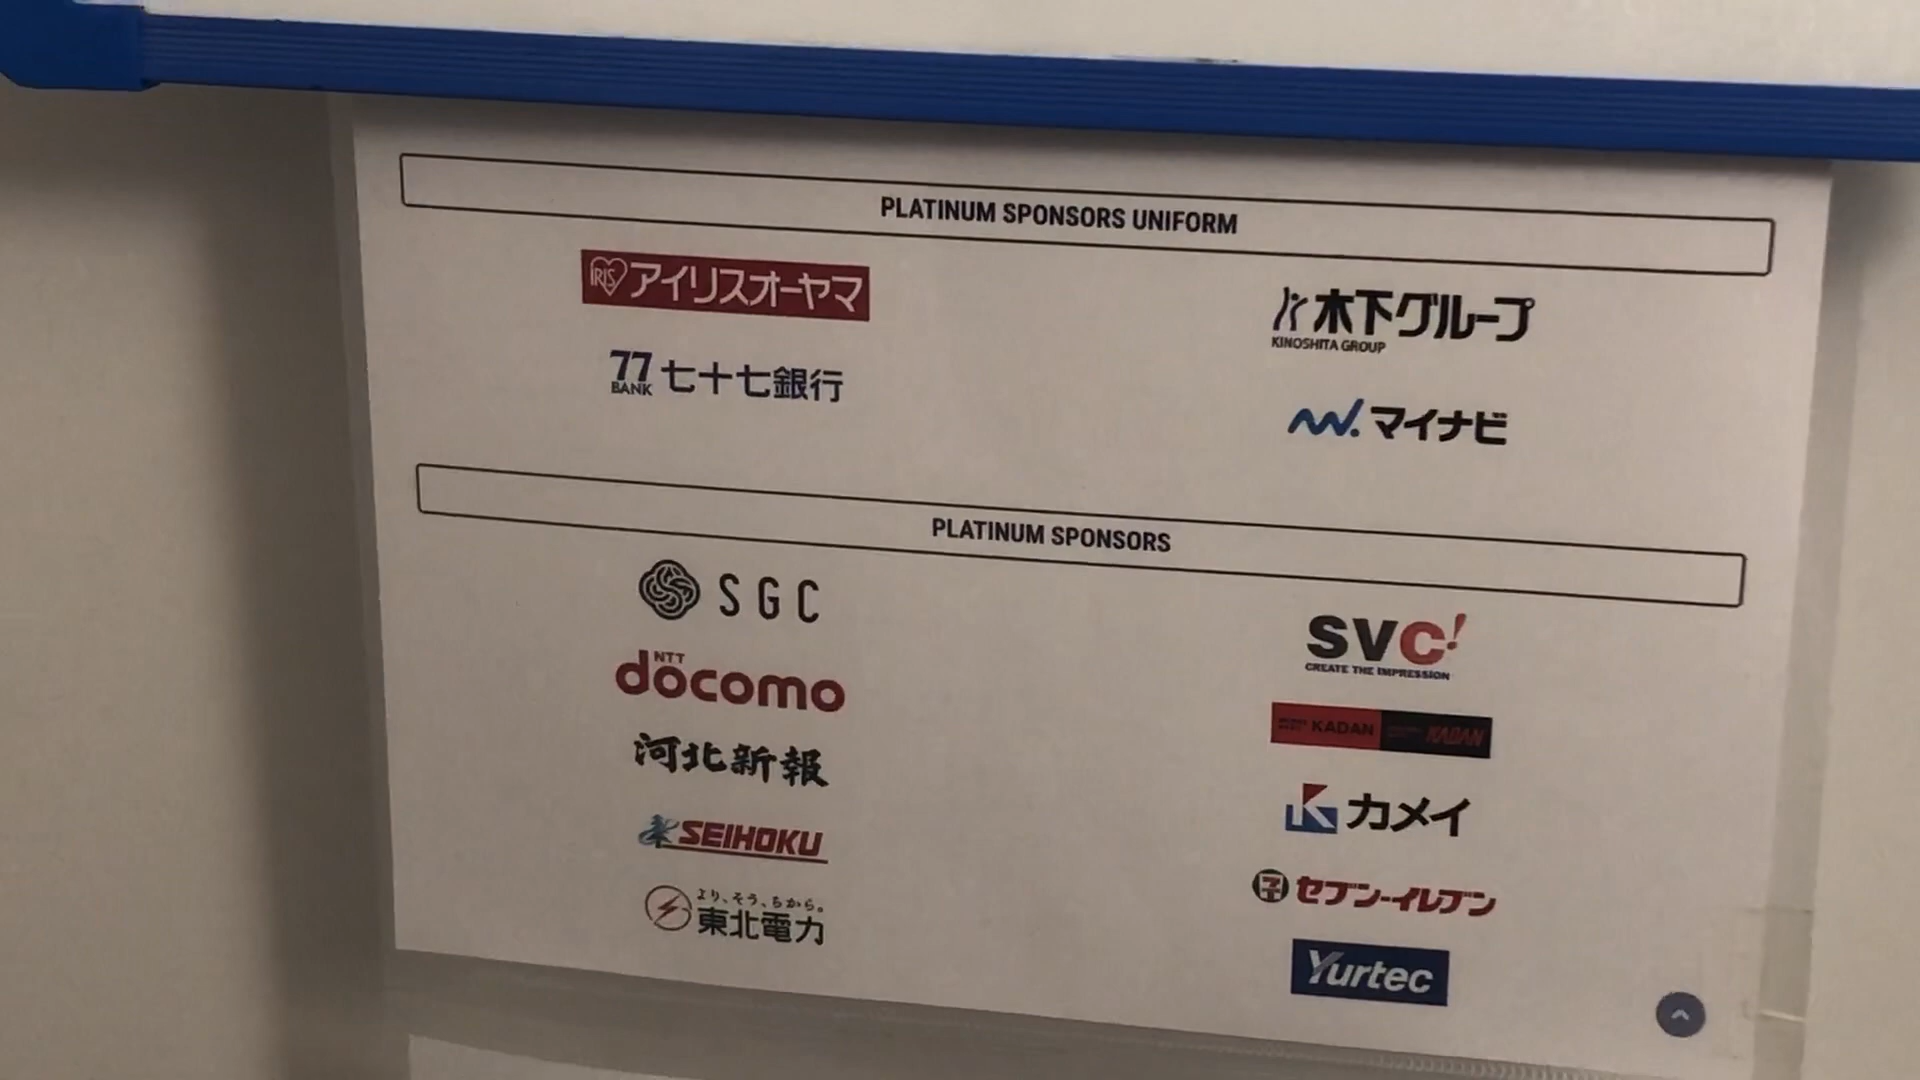 PLATINUM SPONSORS UNIFORM
IRIS アイリスオーヤマ
木下グループ
KINOSHITA GROUP
77 BANK 七十七銀行
マイナビ
PLATINUM SPONSORS
SGC
SVC!
CREATE THE IMPRESSION
NTT
docomo
KADAN KADAN
河北新報
カメイ
SEIHOKU
セブン-イレブン
より、そう、ちから。
東北電力
Yurtec